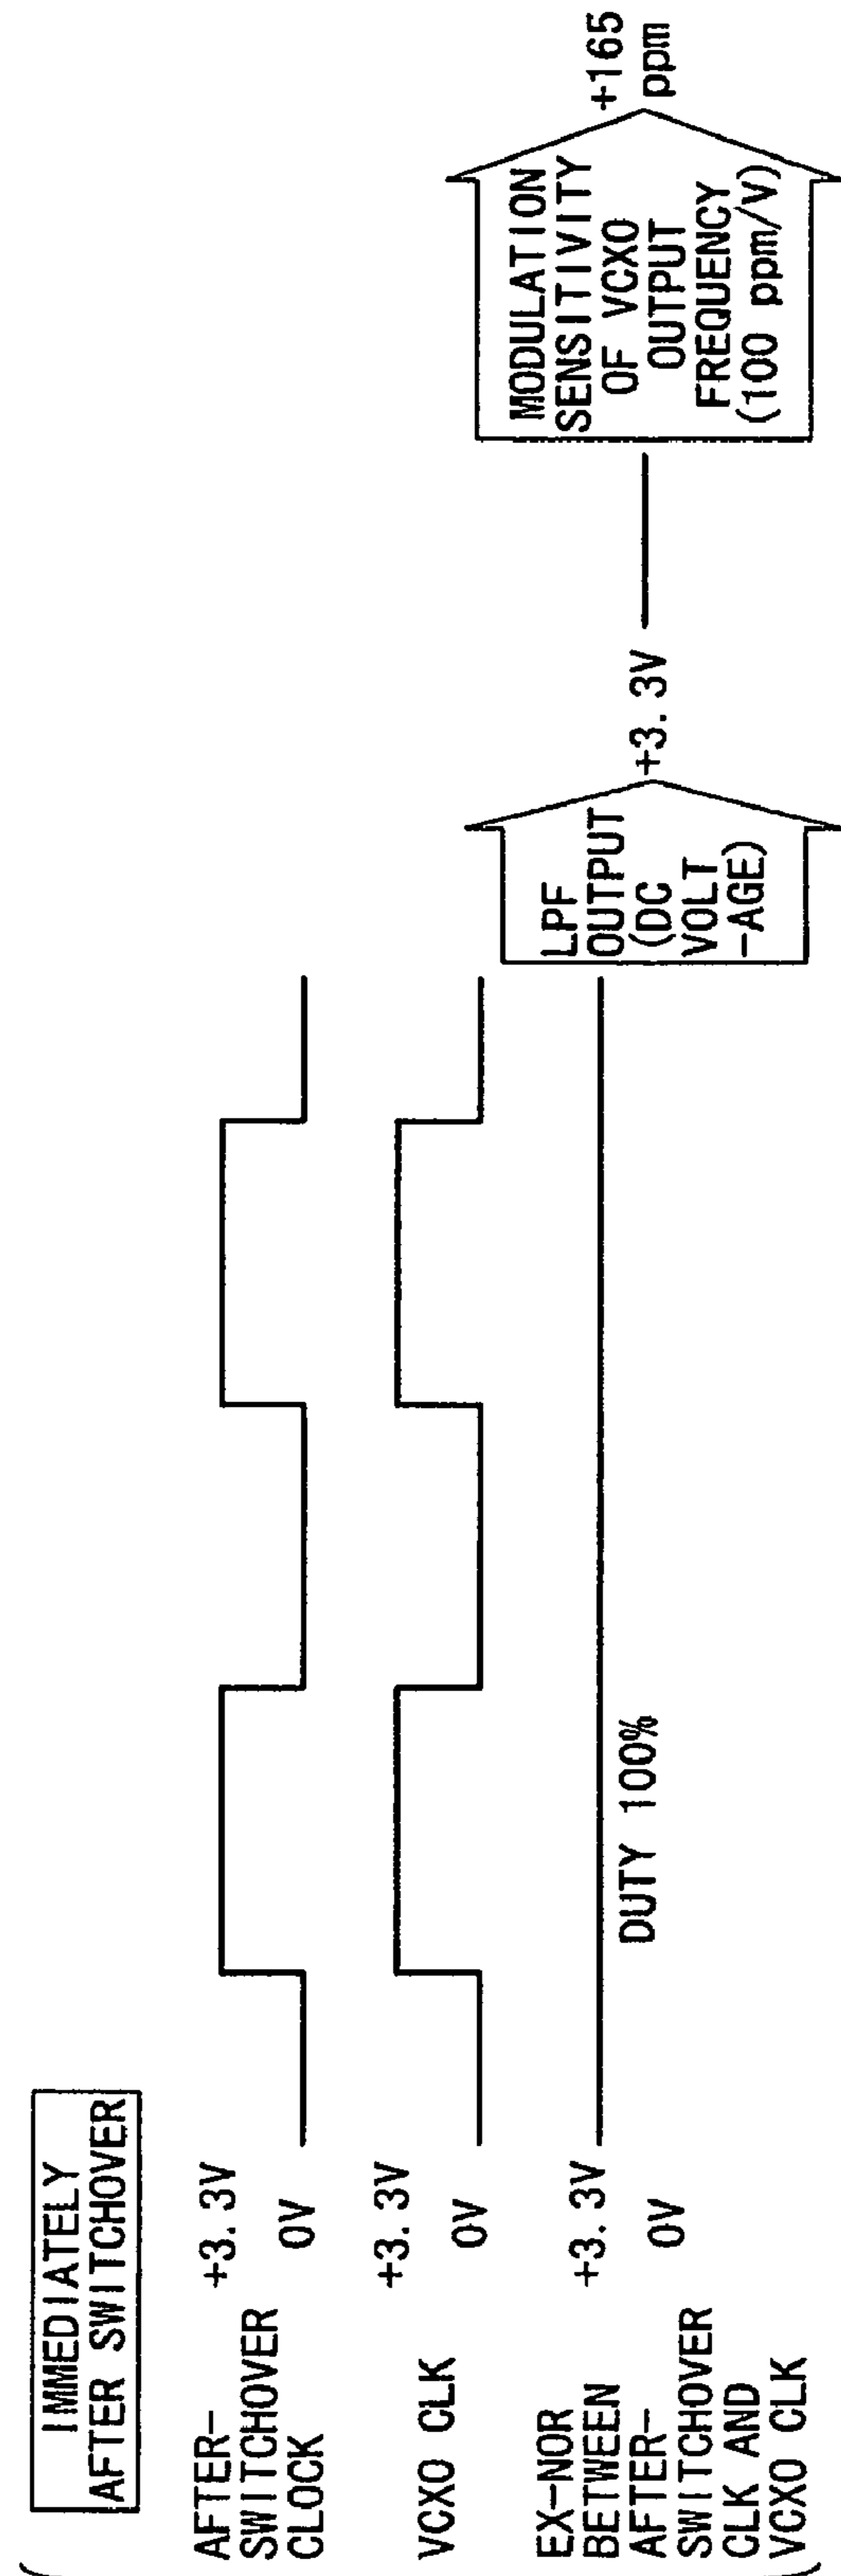 IMMEDIATELY
AFTER SWITCHOVER
AFTER-
SWITCHOVER
CLOCK
+3.3V
0V
VCXO CLK
+3.3V
0V
EX-NOR
BETWEEN
AFTER-
SWITCHOVER
CLK AND
VCXO CLK
+3.3V
0V
DUTY 100%
LPF
OUTPUT
(DC
VOLT
-AGE)
+3.3V
MODULATION
SENSITIVITY
OF VCXO
OUTPUT
FREQUENCY
(100 ppm/V)
+165
ppm